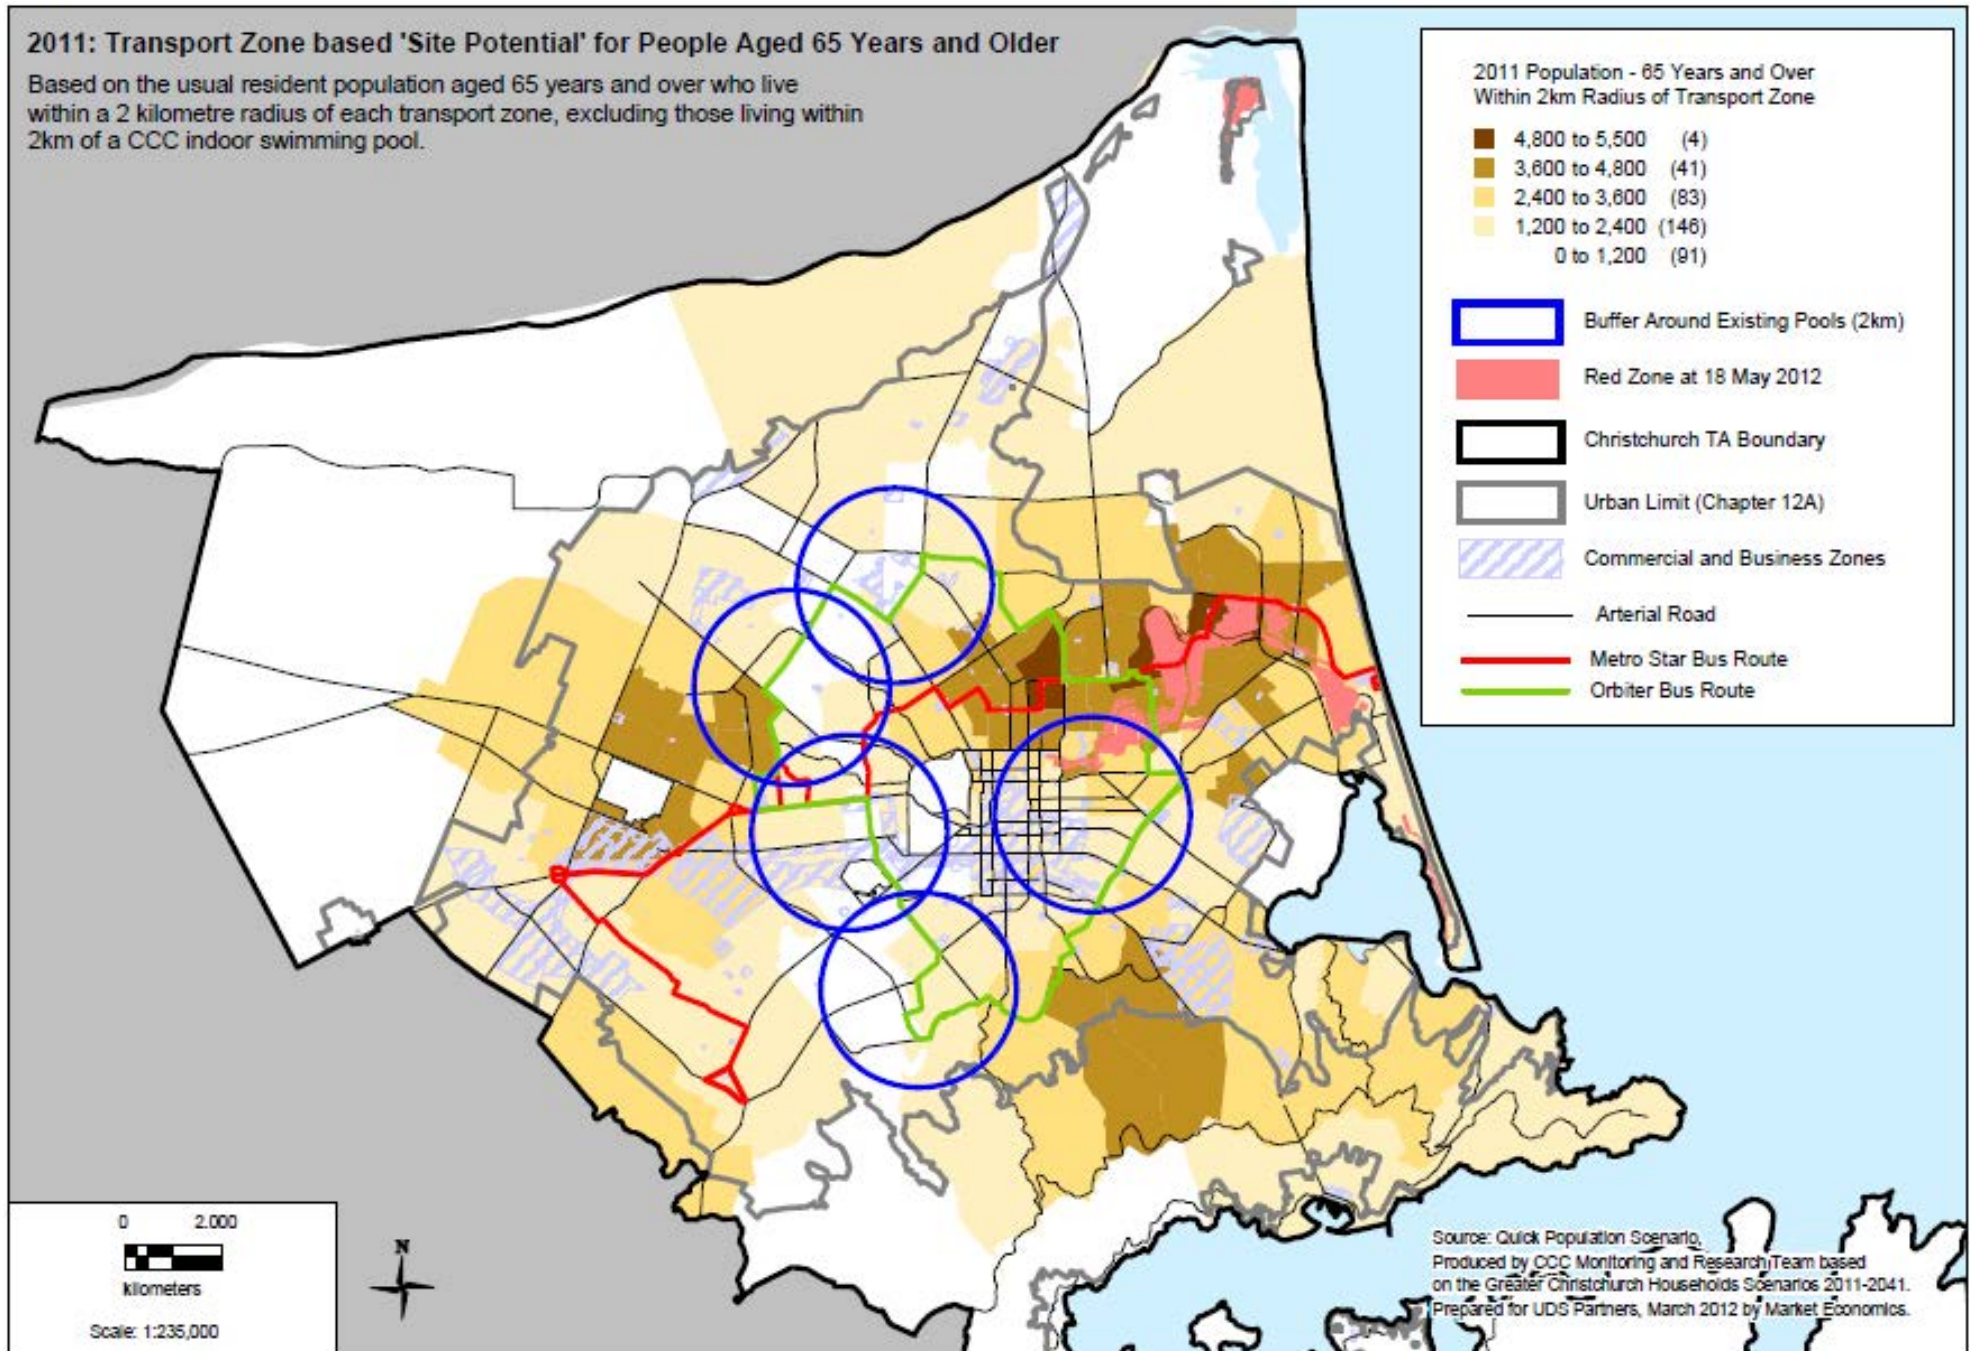 2011: Transport Zone based 'Site Potential' for People Aged 65 Years and Older
Based on the usual resident population aged 65 years and over who live
within a 2 kilometre radius of each transport zone, excluding those living within
2km of a CCC indoor swimming pool.
2011 Population - 65 Years and Over
Within 2km Radius of Transport Zone
4,800 to 5,500 (4)
3,600 to 4,800 (41)
2,400 to 3,600 (83)
1,200 to 2,400 (146)
0 to 1,200 (91)
Buffer Around Existing Pools (2km)
Red Zone at 18 May 2012
Christchurch TA Boundary
Urban Limit (Chapter 12A)
Commercial and Business Zones
Arterial Road
Metro Star Bus Route
Orbiter Bus Route
0 2.000
kilometers
Scale: 1:235,000
N
Source: Quick Population Scenario,
Produced by CCC Monitoring and Research Team based
on the Greater Christchurch Households Scenarios 2011-2041.
Prepared for UDS Partners, March 2012 by Market Economics.